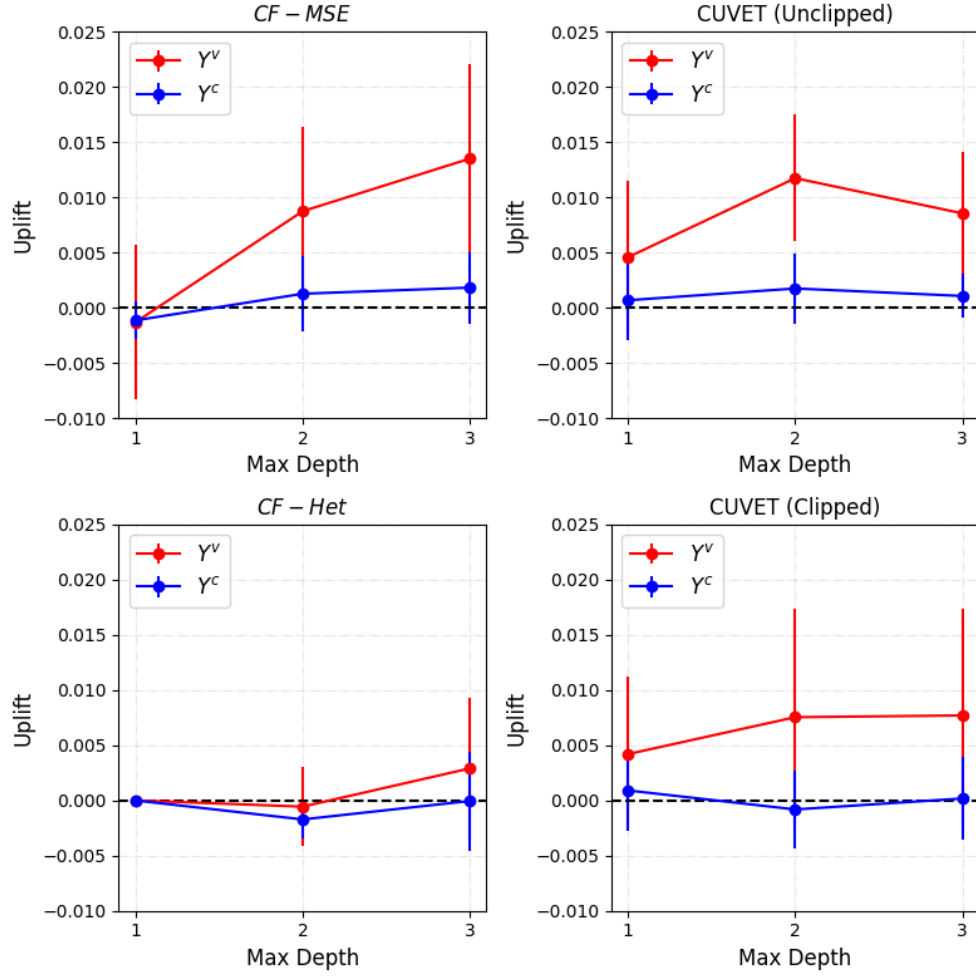 CF − MSE
0.025
0.020
0.015
0.010
0.005
0.000
−0.005
−0.010
Uplift
Y^v
Y^c
1 2 3
Max Depth
CUVET (Unclipped)
0.025
0.020
0.015
0.010
0.005
0.000
−0.005
−0.010
Uplift
Y^v
Y^c
1 2 3
Max Depth
CF − Het
0.025
0.020
0.015
0.010
0.005
0.000
−0.005
−0.010
Uplift
Y^v
Y^c
1 2 3
Max Depth
CUVET (Clipped)
0.025
0.020
0.015
0.010
0.005
0.000
−0.005
−0.010
Uplift
Y^v
Y^c
1 2 3
Max Depth